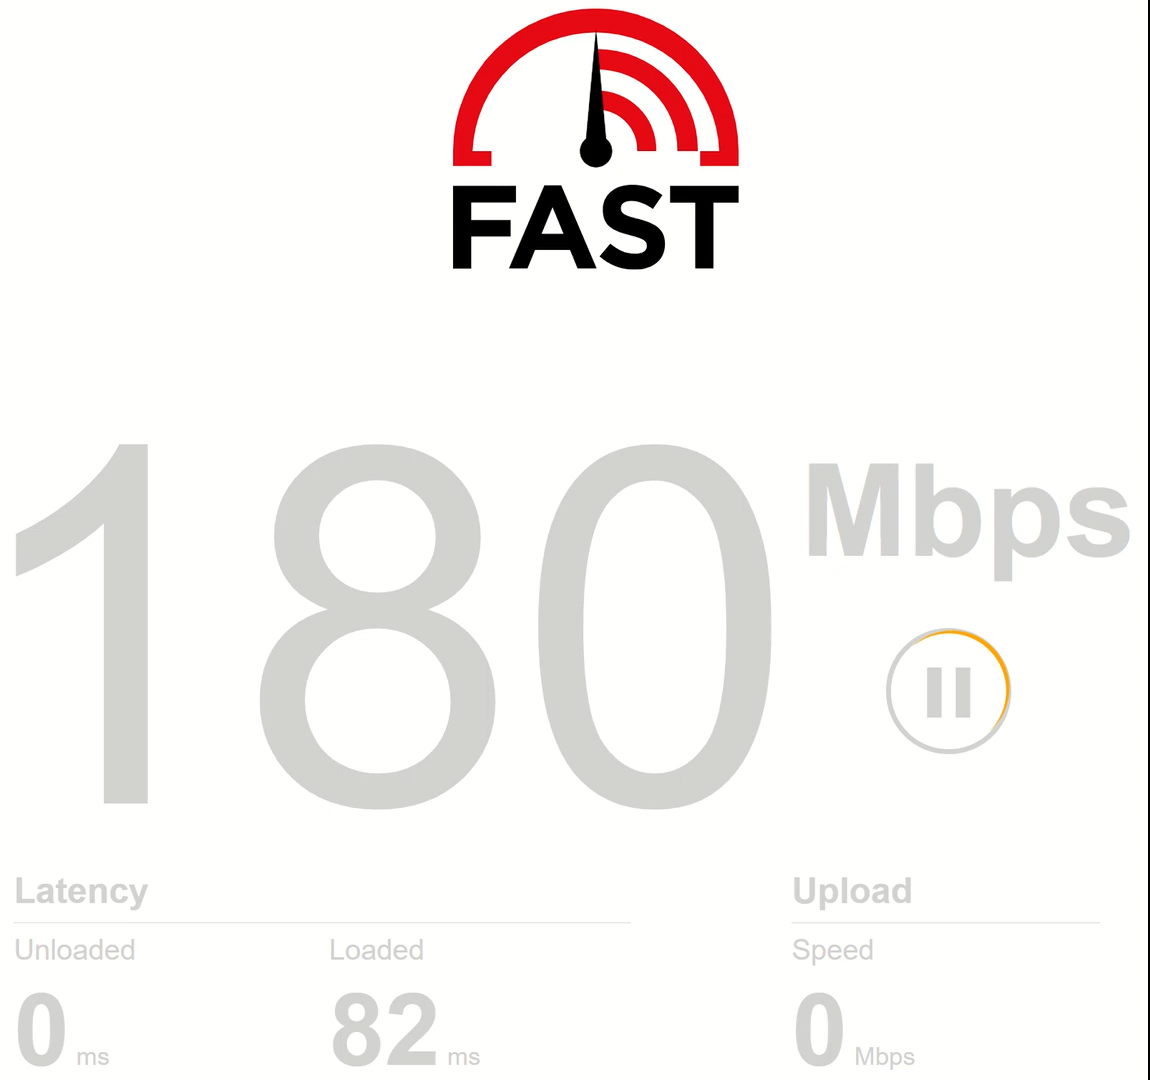 FAST
180 Mbps
Latency
Upload
Unloaded
Loaded
Speed
0 ms
82 ms
0 Mbps